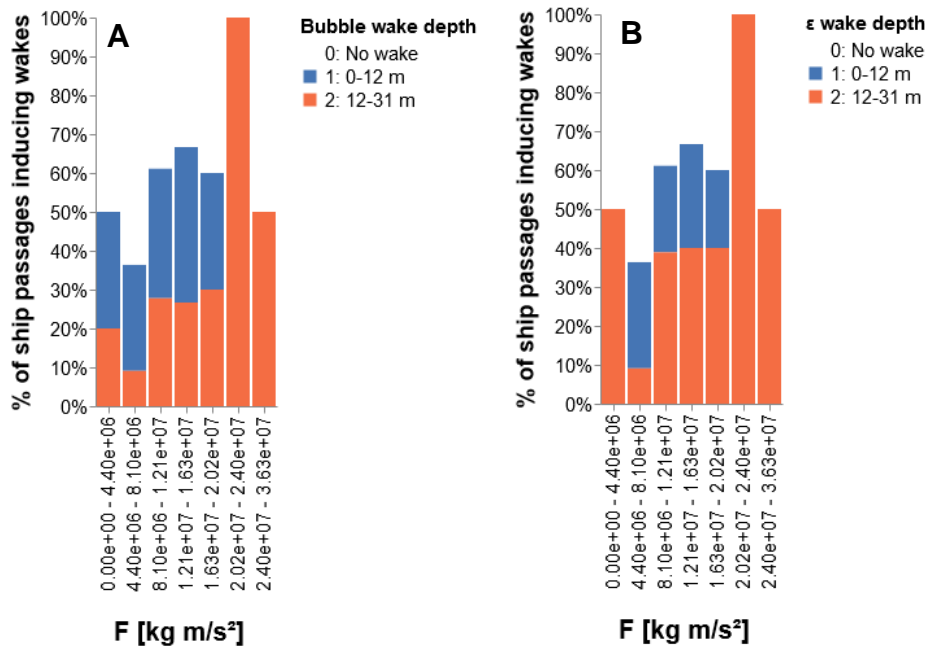 A
% of ship passages inducing wakes
100%
90%
80%
70%
60%
50%
40%
30%
20%
10%
0%
0.00e+00 - 4.40e+06
4.40e+06 - 8.10e+06
8.10e+06 - 1.21e+07
1.21e+07 - 1.63e+07
1.63e+07 - 2.02e+07
2.02e+07 - 2.40e+07
2.40e+07 - 3.63e+07
F [kg m/s²]
Bubble wake depth
0: No wake
1: 0-12 m
2: 12-31 m
B
% of ship passages inducing wakes
100%
90%
80%
70%
60%
50%
40%
30%
20%
10%
0%
0.00e+00 - 4.40e+06
4.40e+06 - 8.10e+06
8.10e+06 - 1.21e+07
1.21e+07 - 1.63e+07
1.63e+07 - 2.02e+07
2.02e+07 - 2.40e+07
2.40e+07 - 3.63e+07
F [kg m/s²]
ε wake depth
0: No wake
1: 0-12 m
2: 12-31 m